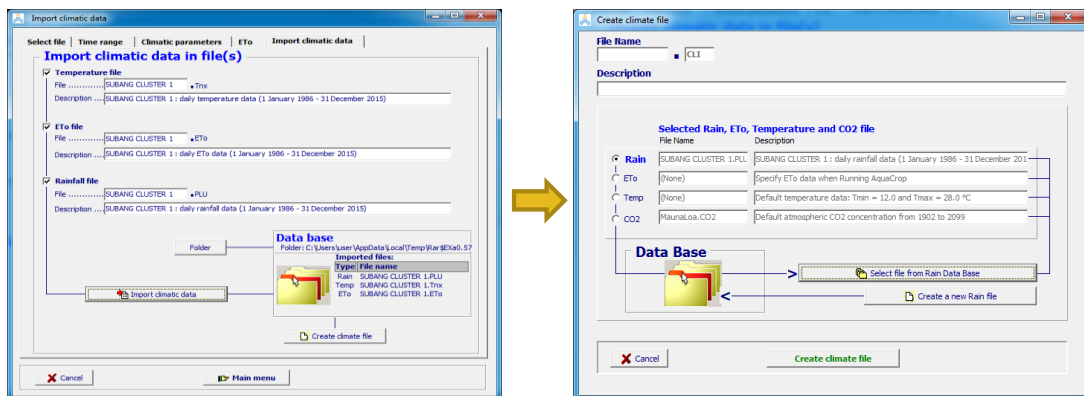 Import climatic data
Select file | Time range | Climatic parameters | ETo | Import climatic data
Import climatic data in file(s)
Temperature file
File ............. SUBANG CLUSTER 1 .Tnx
Description .... SUBANG CLUSTER 1 : daily temperature data (1 January 1986 - 31 December 2015)
ETo file
File ............. SUBANG CLUSTER 1 .ETo
Description .... SUBANG CLUSTER 1 : daily ETo data (1 January 1986 - 31 December 2015)
Rainfall file
File ............. SUBANG CLUSTER 1 .PLU
Description .... SUBANG CLUSTER 1 : daily rainfall data (1 January 1986 - 31 December 2015)
Folder
Data base
Folder: C:\Users\user\AppData\Local\Temp\Rar$EXa0.57
Imported files:
Type File name
Rain SUBANG CLUSTER 1.PLU
Temp SUBANG CLUSTER 1.Tnx
ETo SUBANG CLUSTER 1.ETo
Import climatic data
Create climate file
Cancel
Main menu
Create climate file
File Name
. CLI
Description
Selected Rain, ETo, Temperature and CO2 file
File Name Description
Rain SUBANG CLUSTER 1.PLU SUBANG CLUSTER 1 : daily rainfall data (1 January 1986 - 31 December 201
ETo (None) Specify ETo data when Running AquaCrop
Temp (None) Default temperature data: Tmin = 12.0 and Tmax = 28.0 °C
CO2 MaunaLoa.CO2 Default atmospheric CO2 concentration from 1902 to 2099
Data Base
> Select file from Rain Data Base
< Create a new Rain file
Cancel
Create climate file